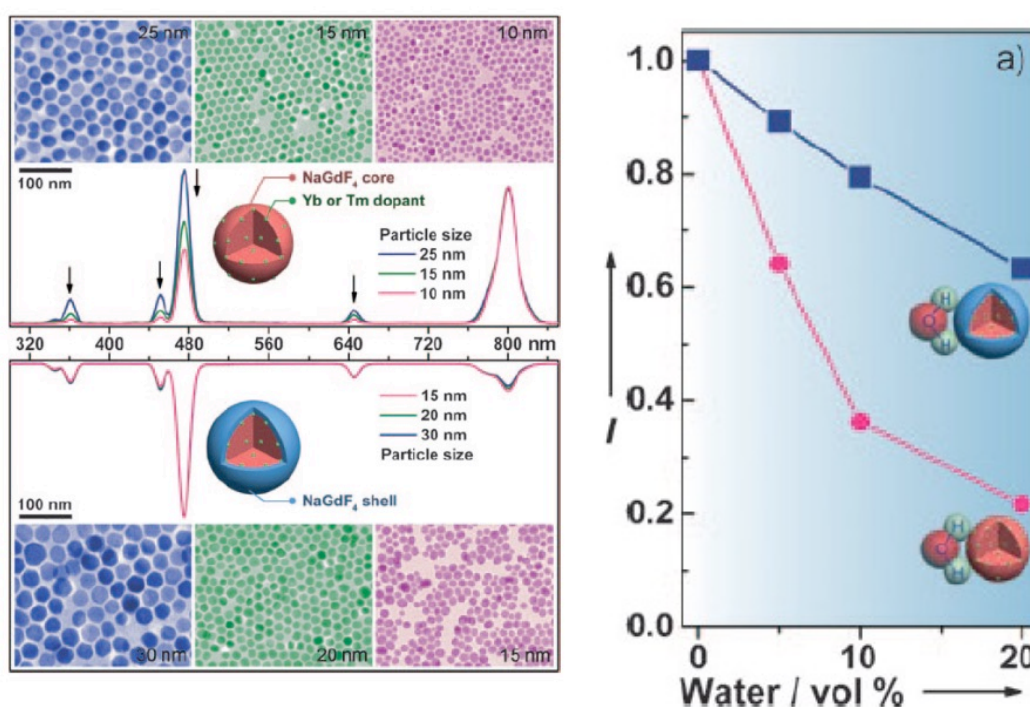 25 nm
15 nm
10 nm
100 nm
NaGdF₄ core
Yb or Tm dopant
Particle size
25 nm
15 nm
10 nm
320 400 480 560 640 720 800 nm
15 nm
20 nm
30 nm
Particle size
NaGdF₄ shell
100 nm
30 nm
20 nm
15 nm
a)
1.0
0.8
0.6
0.4
0.2
0.0
I
H
O
H
H
O
H
0 10 20
Water / vol %